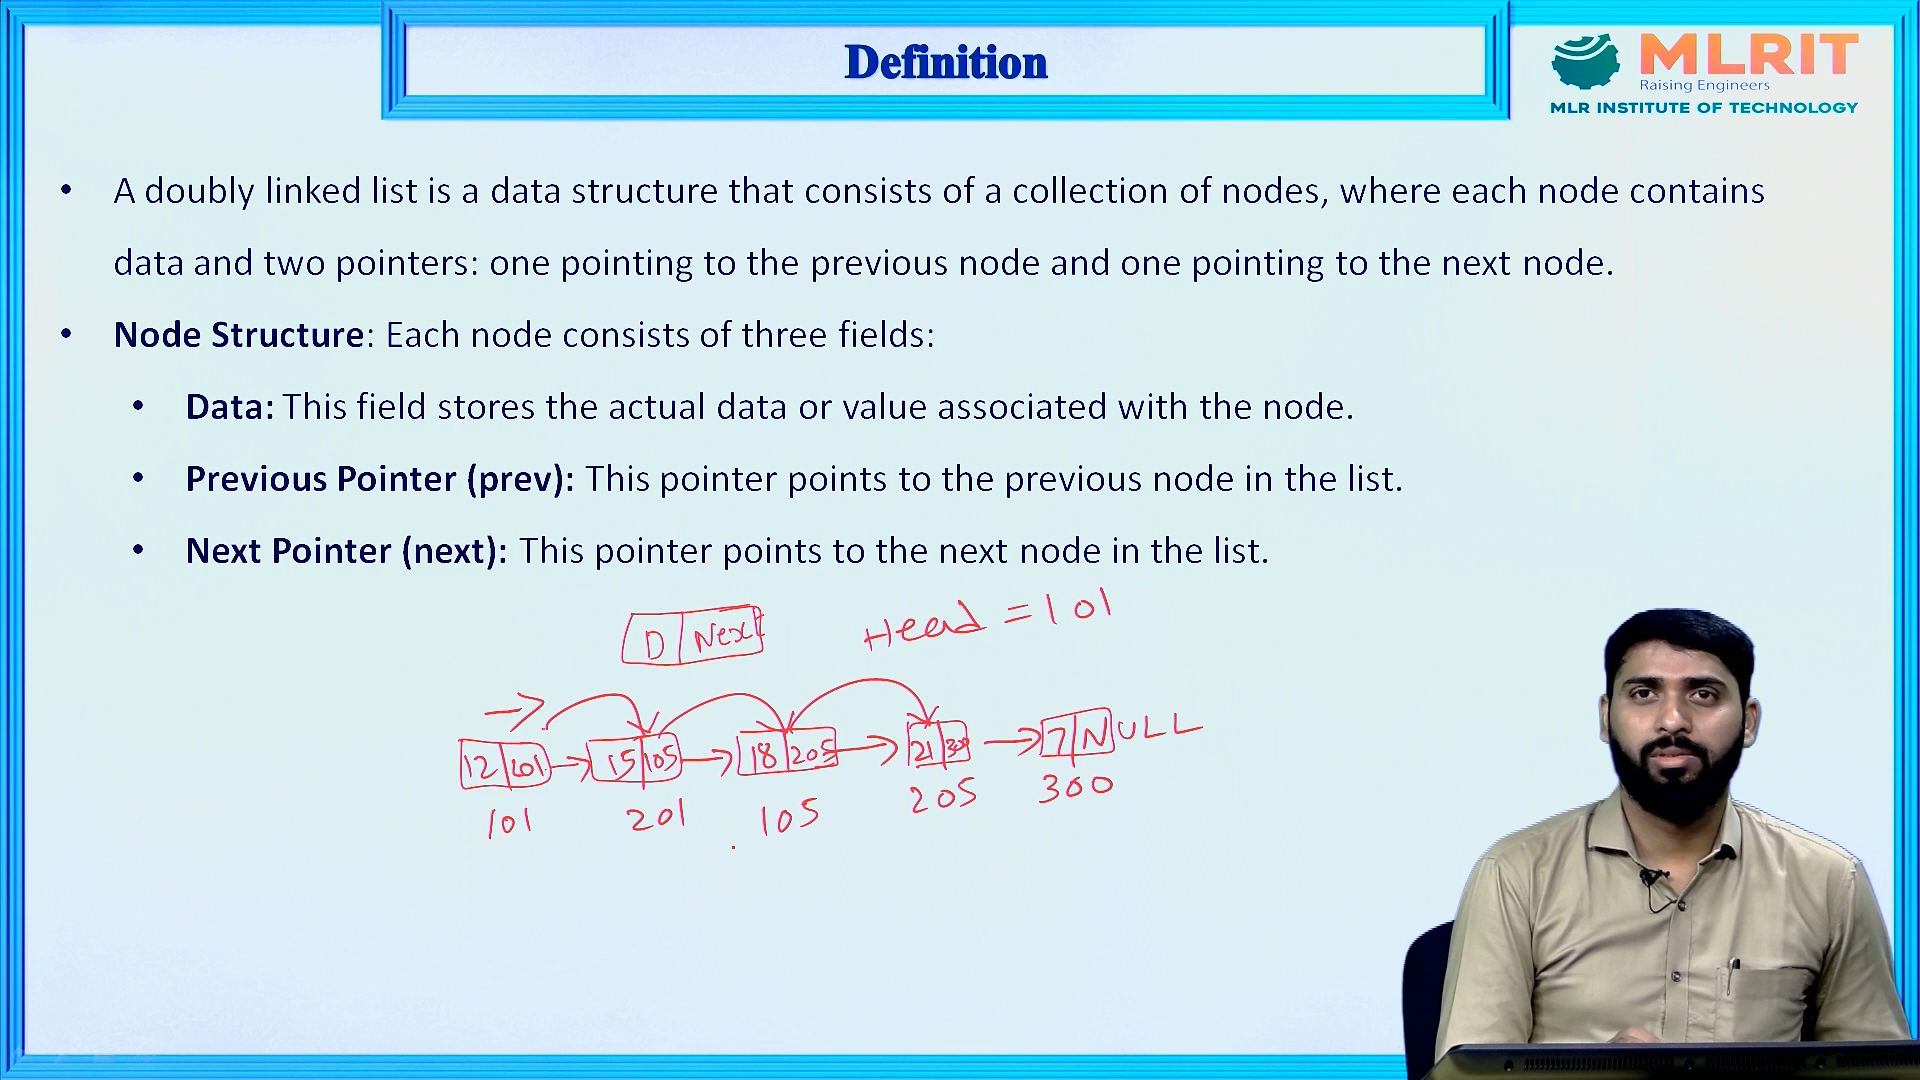 Definition
MLRIT
Raising Engineers
MLR INSTITUTE OF TECHNOLOGY
• A doubly linked list is a data structure that consists of a collection of nodes, where each node contains
data and two pointers: one pointing to the previous node and one pointing to the next node.
• Node Structure: Each node consists of three fields:
• Data: This field stores the actual data or value associated with the node.
• Previous Pointer (prev): This pointer points to the previous node in the list.
• Next Pointer (next): This pointer points to the next node in the list.
D Next Head = 101
12 201 15 105 18 205 21 300 7 NULL
101 201 105 205 300